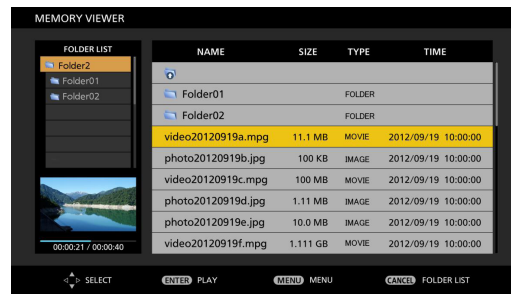 MEMORY VIEWER
FOLDER LIST
Folder2
Folder01
Folder02
00:00:21 / 00:00:40
NAME SIZE TYPE TIME
Folder01 FOLDER
Folder02 FOLDER
video20120919a.mpg 11.1 MB MOVIE 2012/09/19 10:00:00
photo20120919b.jpg 100 KB IMAGE 2012/09/19 10:00:00
video20120919c.mpg 100 MB MOVIE 2012/09/19 10:00:00
photo20120919d.jpg 1.11 MB IMAGE 2012/09/19 10:00:00
photo20120919e.jpg 10.0 MB IMAGE 2012/09/19 10:00:00
video20120919f.mpg 1.111 GB MOVIE 2012/09/19 10:00:00
SELECT ENTER PLAY MENU MENU CANCEL FOLDER LIST